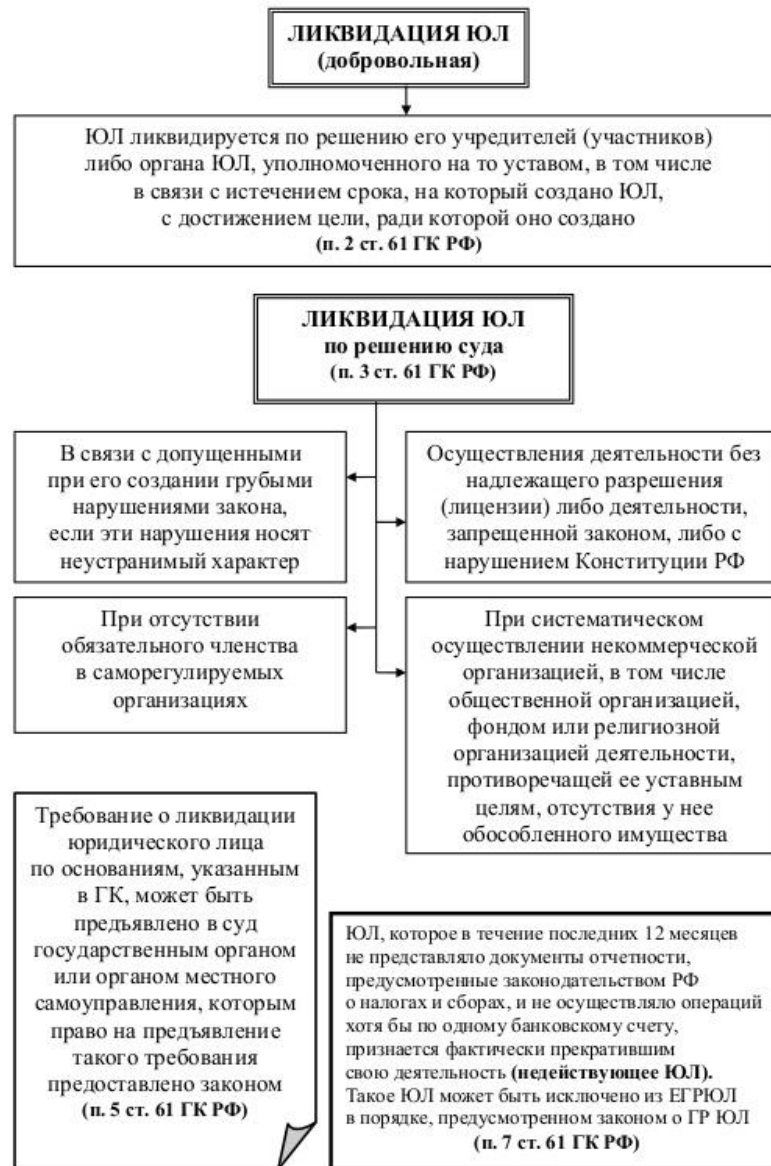 ЛИКВИДАЦИЯ ЮЛ
(добровольная)
ЮЛ ликвидируется по решению его учредителей (участников)
либо органа ЮЛ, уполномоченного на то уставом, в том числе
в связи с истечением срока, на который создано ЮЛ,
с достижением цели, ради которой оно создано
(п. 2 ст. 61 ГК РФ)
ЛИКВИДАЦИЯ ЮЛ
по решению суда
(п. 3 ст. 61 ГК РФ)
В связи с допущенными
при его создании грубыми
нарушениями закона,
если эти нарушения носят
неустранимый характер
Осуществления деятельности без
надлежащего разрешения
(лицензии) либо деятельности,
запрещенной законом, либо с
нарушением Конституции РФ
При отсутствии
обязательного членства
в саморегулируемых
организациях
При систематическом
осуществлении некоммерческой
организацией, в том числе
общественной организацией,
фондом или религиозной
организацией деятельности,
противоречащей ее уставным
целям, отсутствия у нее
обособленного имущества
Требование о ликвидации
юридического лица
по основаниям, указанным
в ГК, может быть
предъявлено в суд
государственным органом
или органом местного
самоуправления, которым
право на предъявление
такого требования
предоставлено законом
(п. 5 ст. 61 ГК РФ)
ЮЛ, которое в течение последних 12 месяцев
не представляло документы отчетности,
предусмотренные законодательством РФ
о налогах и сборах, и не осуществляло операций
хотя бы по одному банковскому счету,
признается фактически прекратившим
свою деятельность (недействующее ЮЛ).
Такое ЮЛ может быть исключено из ЕГРЮЛ
в порядке, предусмотренном законом о ГР ЮЛ
(п. 7 ст. 61 ГК РФ)